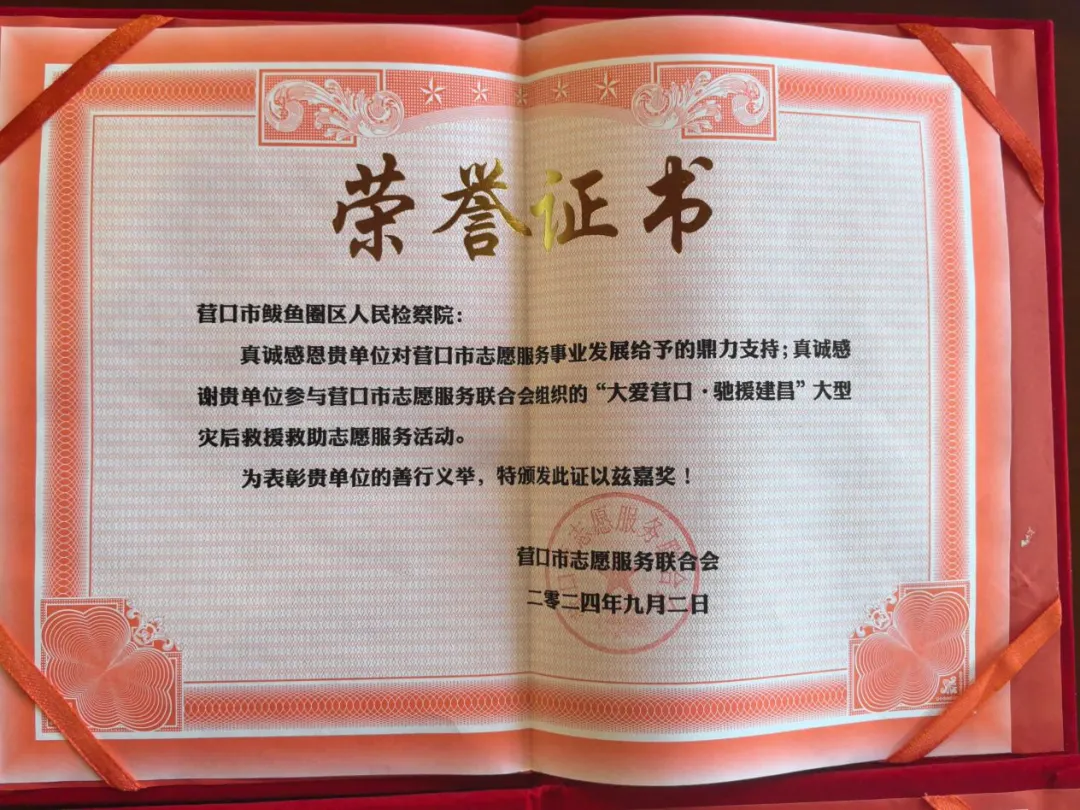 荣誉证书
营口市鲅鱼圈区人民检察院：
真诚感恩贵单位对营口市志愿服务事业发展给予的鼎力支持；真诚感
谢贵单位参与营口市志愿服务联合会组织的“大爱营口·驰援建昌”大型
灾后救援救助志愿服务活动。
为表彰贵单位的善行义举，特颁发此证以兹嘉奖！
营口市志愿服务联合会
二零二四年九月二日
志愿服务联合